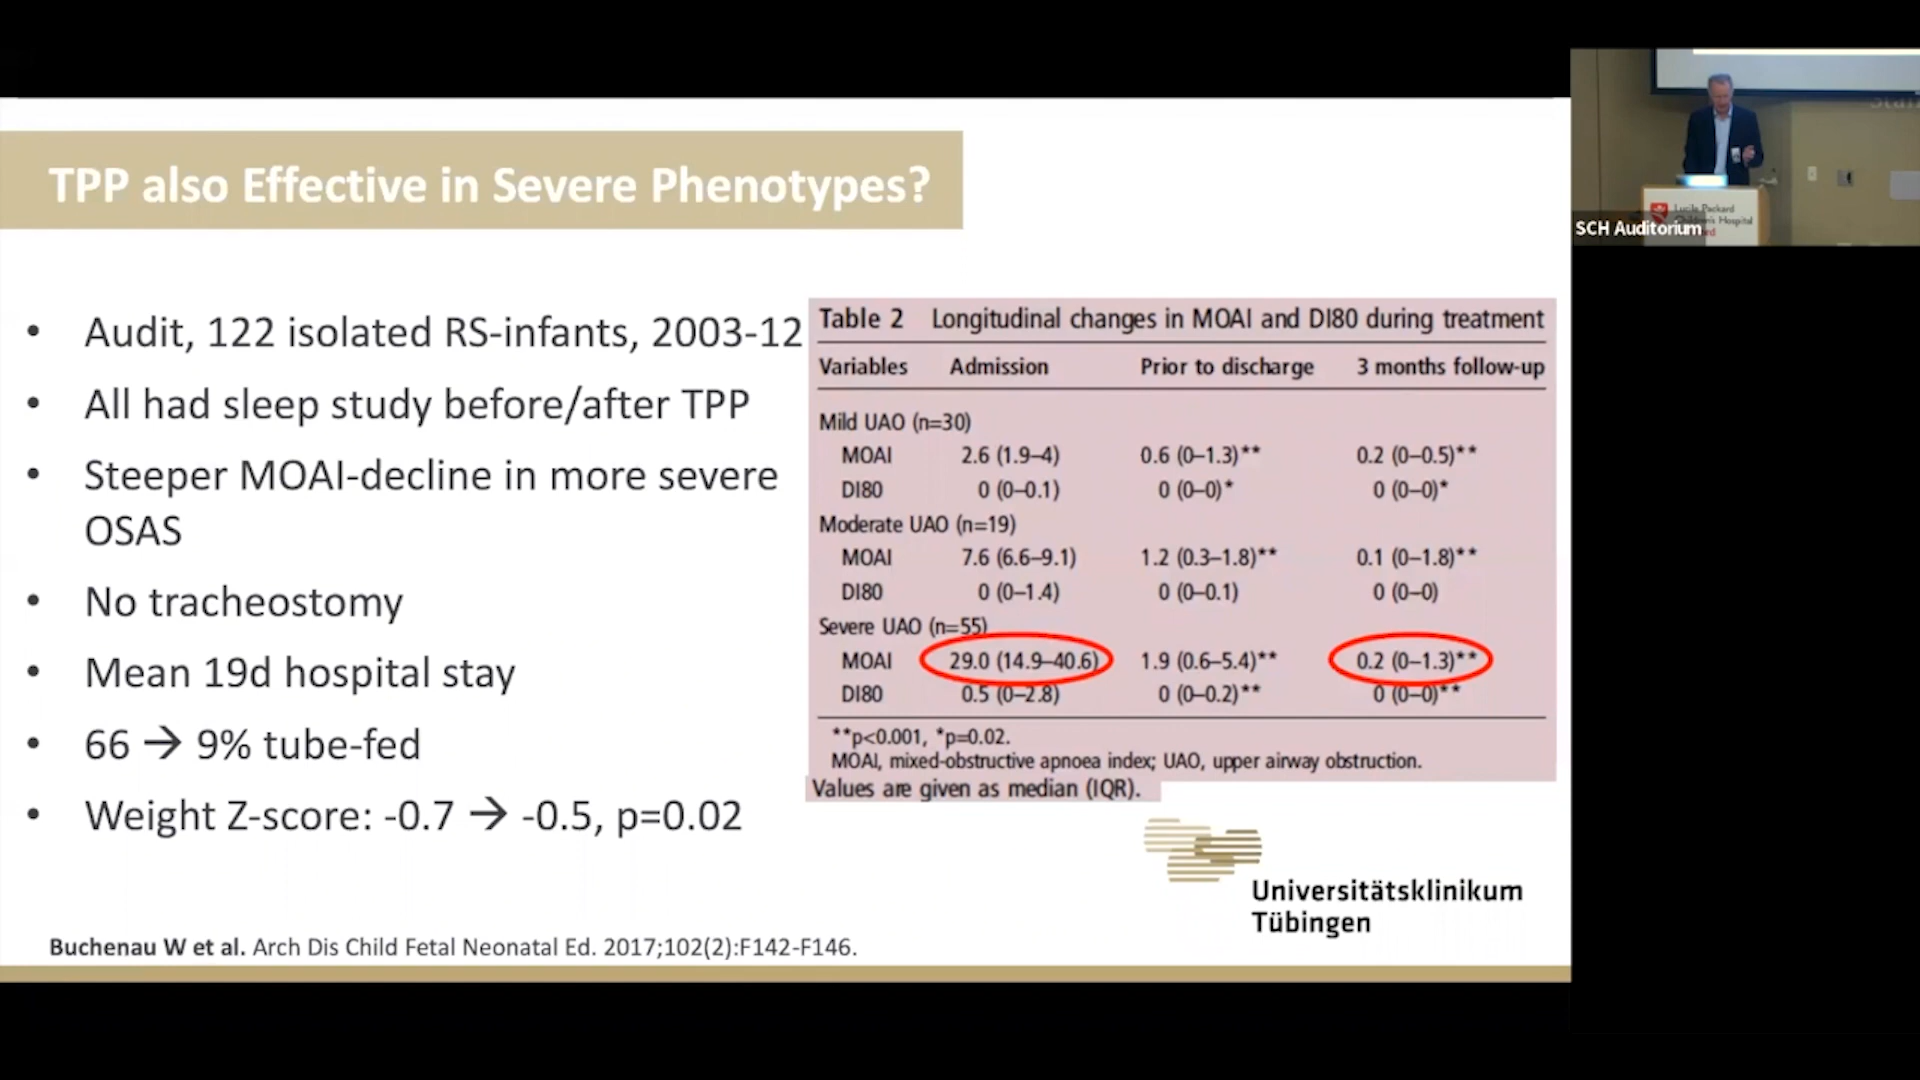 TPP also Effective in Severe Phenotypes?
• Audit, 122 isolated RS-infants, 2003-12
• All had sleep study before/after TPP
• Steeper MOAI-decline in more severe
OSAS
• No tracheostomy
• Mean 19d hospital stay
• 66 → 9% tube-fed
• Weight Z-score: -0.7 → -0.5, p=0.02
Table 2 Longitudinal changes in MOAI and DI80 during treatment
Variables Admission Prior to discharge 3 months follow-up
Mild UAO (n=30)
MOAI 2.6 (1.9–4) 0.6 (0–1.3)** 0.2 (0–0.5)**
DI80 0 (0–0.1) 0 (0–0)* 0 (0–0)*
Moderate UAO (n=19)
MOAI 7.6 (6.6–9.1) 1.2 (0.3–1.8)** 0.1 (0–1.8)**
DI80 0 (0–1.4) 0 (0–0.1) 0 (0–0)
Severe UAO (n=55)
MOAI 29.0 (14.9–40.6) 1.9 (0.6–5.4)** 0.2 (0–1.3)**
DI80 0.5 (0–2.8) 0 (0–0.2)** 0 (0–0)**
**p<0.001, *p=0.02.
MOAI, mixed-obstructive apnoea index; UAO, upper airway obstruction.
Values are given as median (IQR).
Universitätsklinikum
Tübingen
Buchenau W et al. Arch Dis Child Fetal Neonatal Ed. 2017;102(2):F142-F146.
Lucile Packard
Children's Hospital
SCH Auditorium